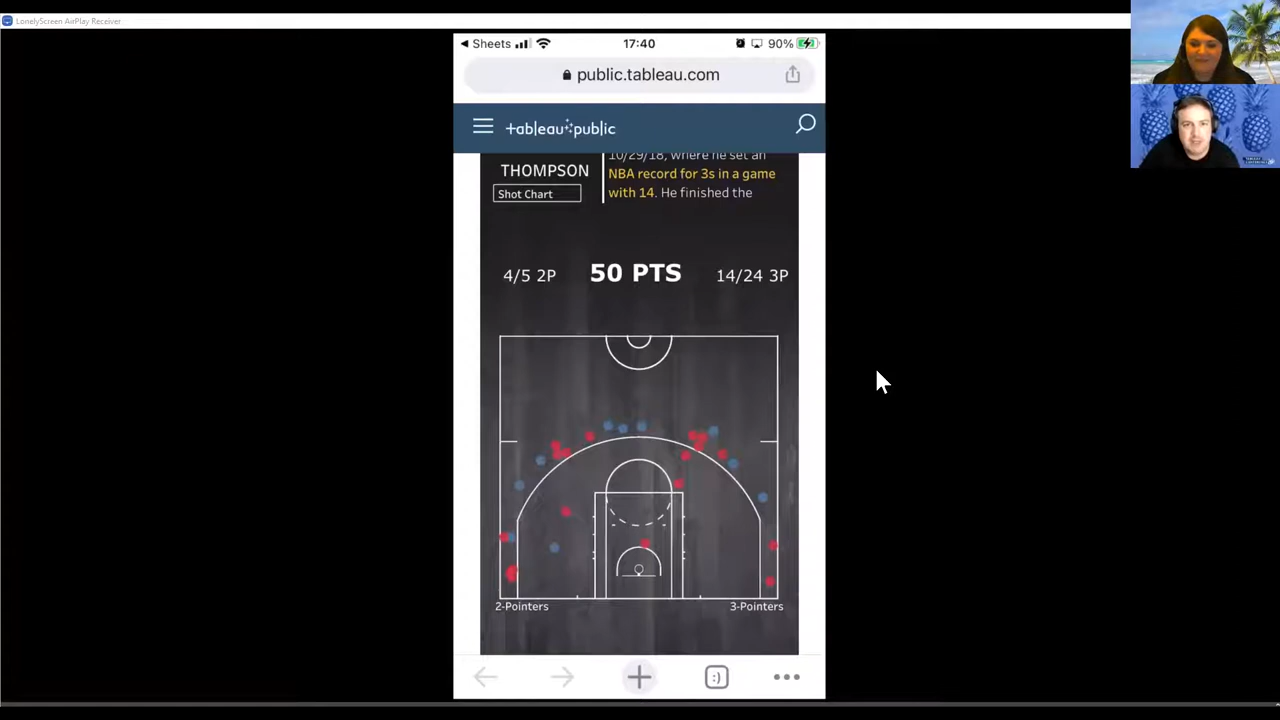 LonelyScreen AirPlay Receiver
Sheets
17:40
90%
public.tableau.com
+ableau public
10/29/18, where he set an
THOMPSON
NBA record for 3s in a game
Shot Chart
with 14. He finished the
4/5 2P
50 PTS
14/24 3P
2-Pointers
3-Pointers
:)